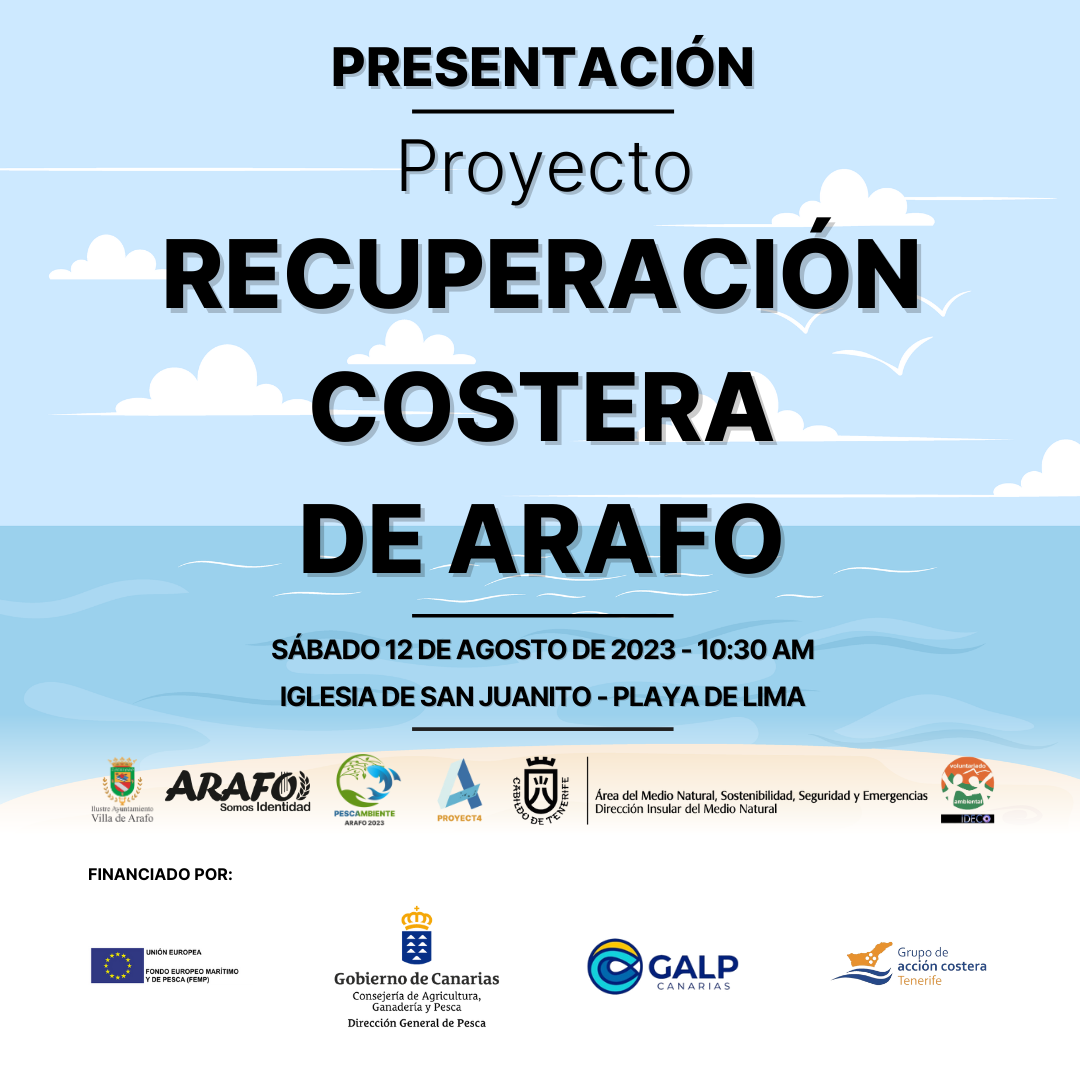 PRESENTACIÓN
Proyecto
RECUPERACIÓN
COSTERA
DE ARAFO
SÁBADO 12 DE AGOSTO DE 2023 - 10:30 AM
IGLESIA DE SAN JUANITO - PLAYA DE LIMA
Ilustre Ayuntamiento
Villa de Arafo
ARAFO
Somos Identidad
PESCAMBIENTE
ARAFO 2023
PROYECT4
CABILDO DE TENERIFE
Área del Medio Natural, Sostenibilidad, Seguridad y Emergencias
Dirección Insular del Medio Natural
voluntariado
ambiental
IDECO
FINANCIADO POR:
UNIÓN EUROPEA
FONDO EUROPEO MARÍTIMO
Y DE PESCA (FEMP)
Gobierno de Canarias
Consejería de Agricultura,
Ganadería y Pesca
Dirección General de Pesca
GALP
CANARIAS
Grupo de
acción costera
Tenerife